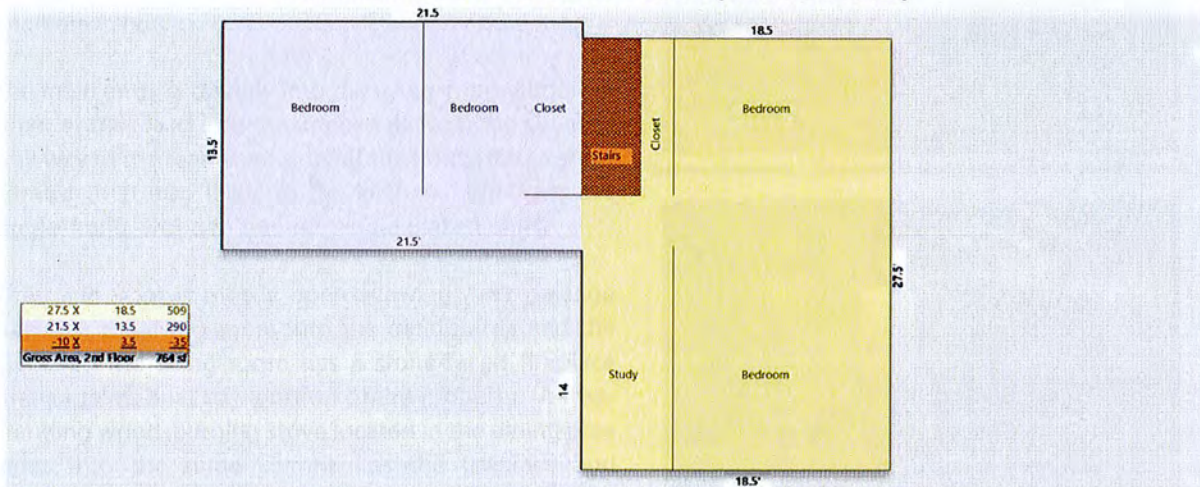 21.5
18.5
Bedroom
Bedroom
Closet
Closet
Bedroom
13.5'
Stairs
21.5'
27.5'
27.5 X 18.5 509
21.5 X 13.5 290
-10 X 3.5 -35
Gross Area, 2nd Floor 764 sf
14
Study
Bedroom
18.5'